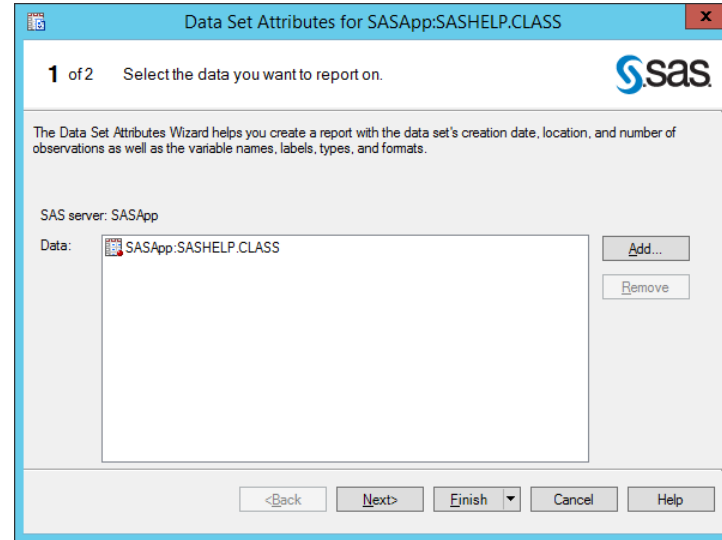 Data Set Attributes for SASApp:SASHELP.CLASS
x
1 of 2 Select the data you want to report on.
sas
The Data Set Attributes Wizard helps you create a report with the data set's creation date, location, and number of
observations as well as the variable names, labels, types, and formats.
SAS server: SASApp
Data:
SASApp:SASHELP.CLASS
Add...
Remove
<Back Next> Finish Cancel Help